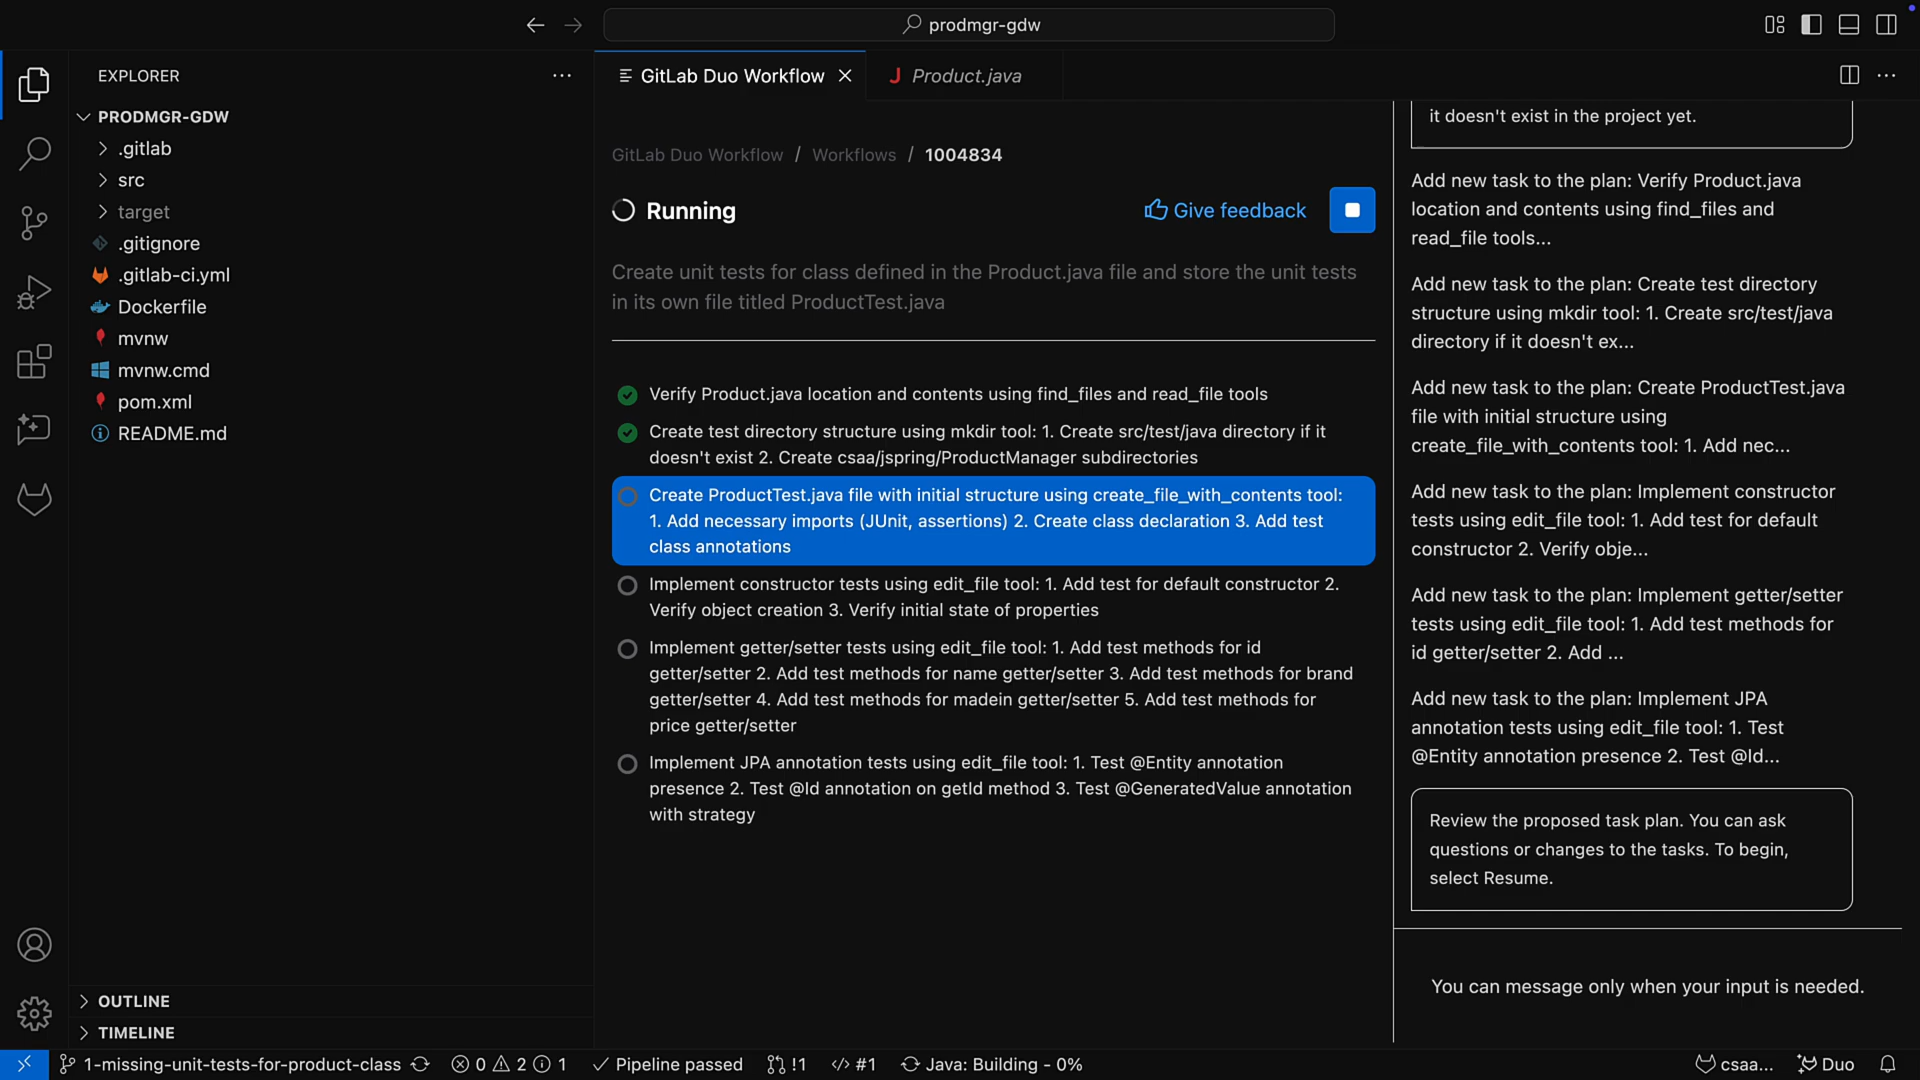 prodmgr-gdw
EXPLORER
GitLab Duo Workflow
Product.java
PRODMGR-GDW
.gitlab
src
target
.gitignore
.gitlab-ci.yml
Dockerfile
mvnw
mvnw.cmd
pom.xml
README.md
OUTLINE
TIMELINE
GitLab Duo Workflow / Workflows / 1004834
Running
Give feedback
Create unit tests for class defined in the Product.java file and store the unit tests
in its own file titled ProductTest.java
Verify Product.java location and contents using find_files and read_file tools
Create test directory structure using mkdir tool: 1. Create src/test/java directory if it
doesn't exist 2. Create csaa/jspring/ProductManager subdirectories
Create ProductTest.java file with initial structure using create_file_with_contents tool:
1. Add necessary imports (JUnit, assertions) 2. Create class declaration 3. Add test
class annotations
Implement constructor tests using edit_file tool: 1. Add test for default constructor 2.
Verify object creation 3. Verify initial state of properties
Implement getter/setter tests using edit_file tool: 1. Add test methods for id
getter/setter 2. Add test methods for name getter/setter 3. Add test methods for brand
getter/setter 4. Add test methods for madein getter/setter 5. Add test methods for
price getter/setter
Implement JPA annotation tests using edit_file tool: 1. Test @Entity annotation
presence 2. Test @Id annotation on getId method 3. Test @GeneratedValue annotation
with strategy
it doesn't exist in the project yet.
Add new task to the plan: Verify Product.java
location and contents using find_files and
read_file tools...
Add new task to the plan: Create test directory
structure using mkdir tool: 1. Create src/test/java
directory if it doesn't ex...
Add new task to the plan: Create ProductTest.java
file with initial structure using
create_file_with_contents tool: 1. Add nec...
Add new task to the plan: Implement constructor
tests using edit_file tool: 1. Add test for default
constructor 2. Verify obje...
Add new task to the plan: Implement getter/setter
tests using edit_file tool: 1. Add test methods for
id getter/setter 2. Add ...
Add new task to the plan: Implement JPA
annotation tests using edit_file tool: 1. Test
@Entity annotation presence 2. Test @Id...
Review the proposed task plan. You can ask
questions or changes to the tasks. To begin,
select Resume.
You can message only when your input is needed.
1-missing-unit-tests-for-product-class 0 2 1 Pipeline passed !1 #1 Java: Building - 0% csaa... Duo